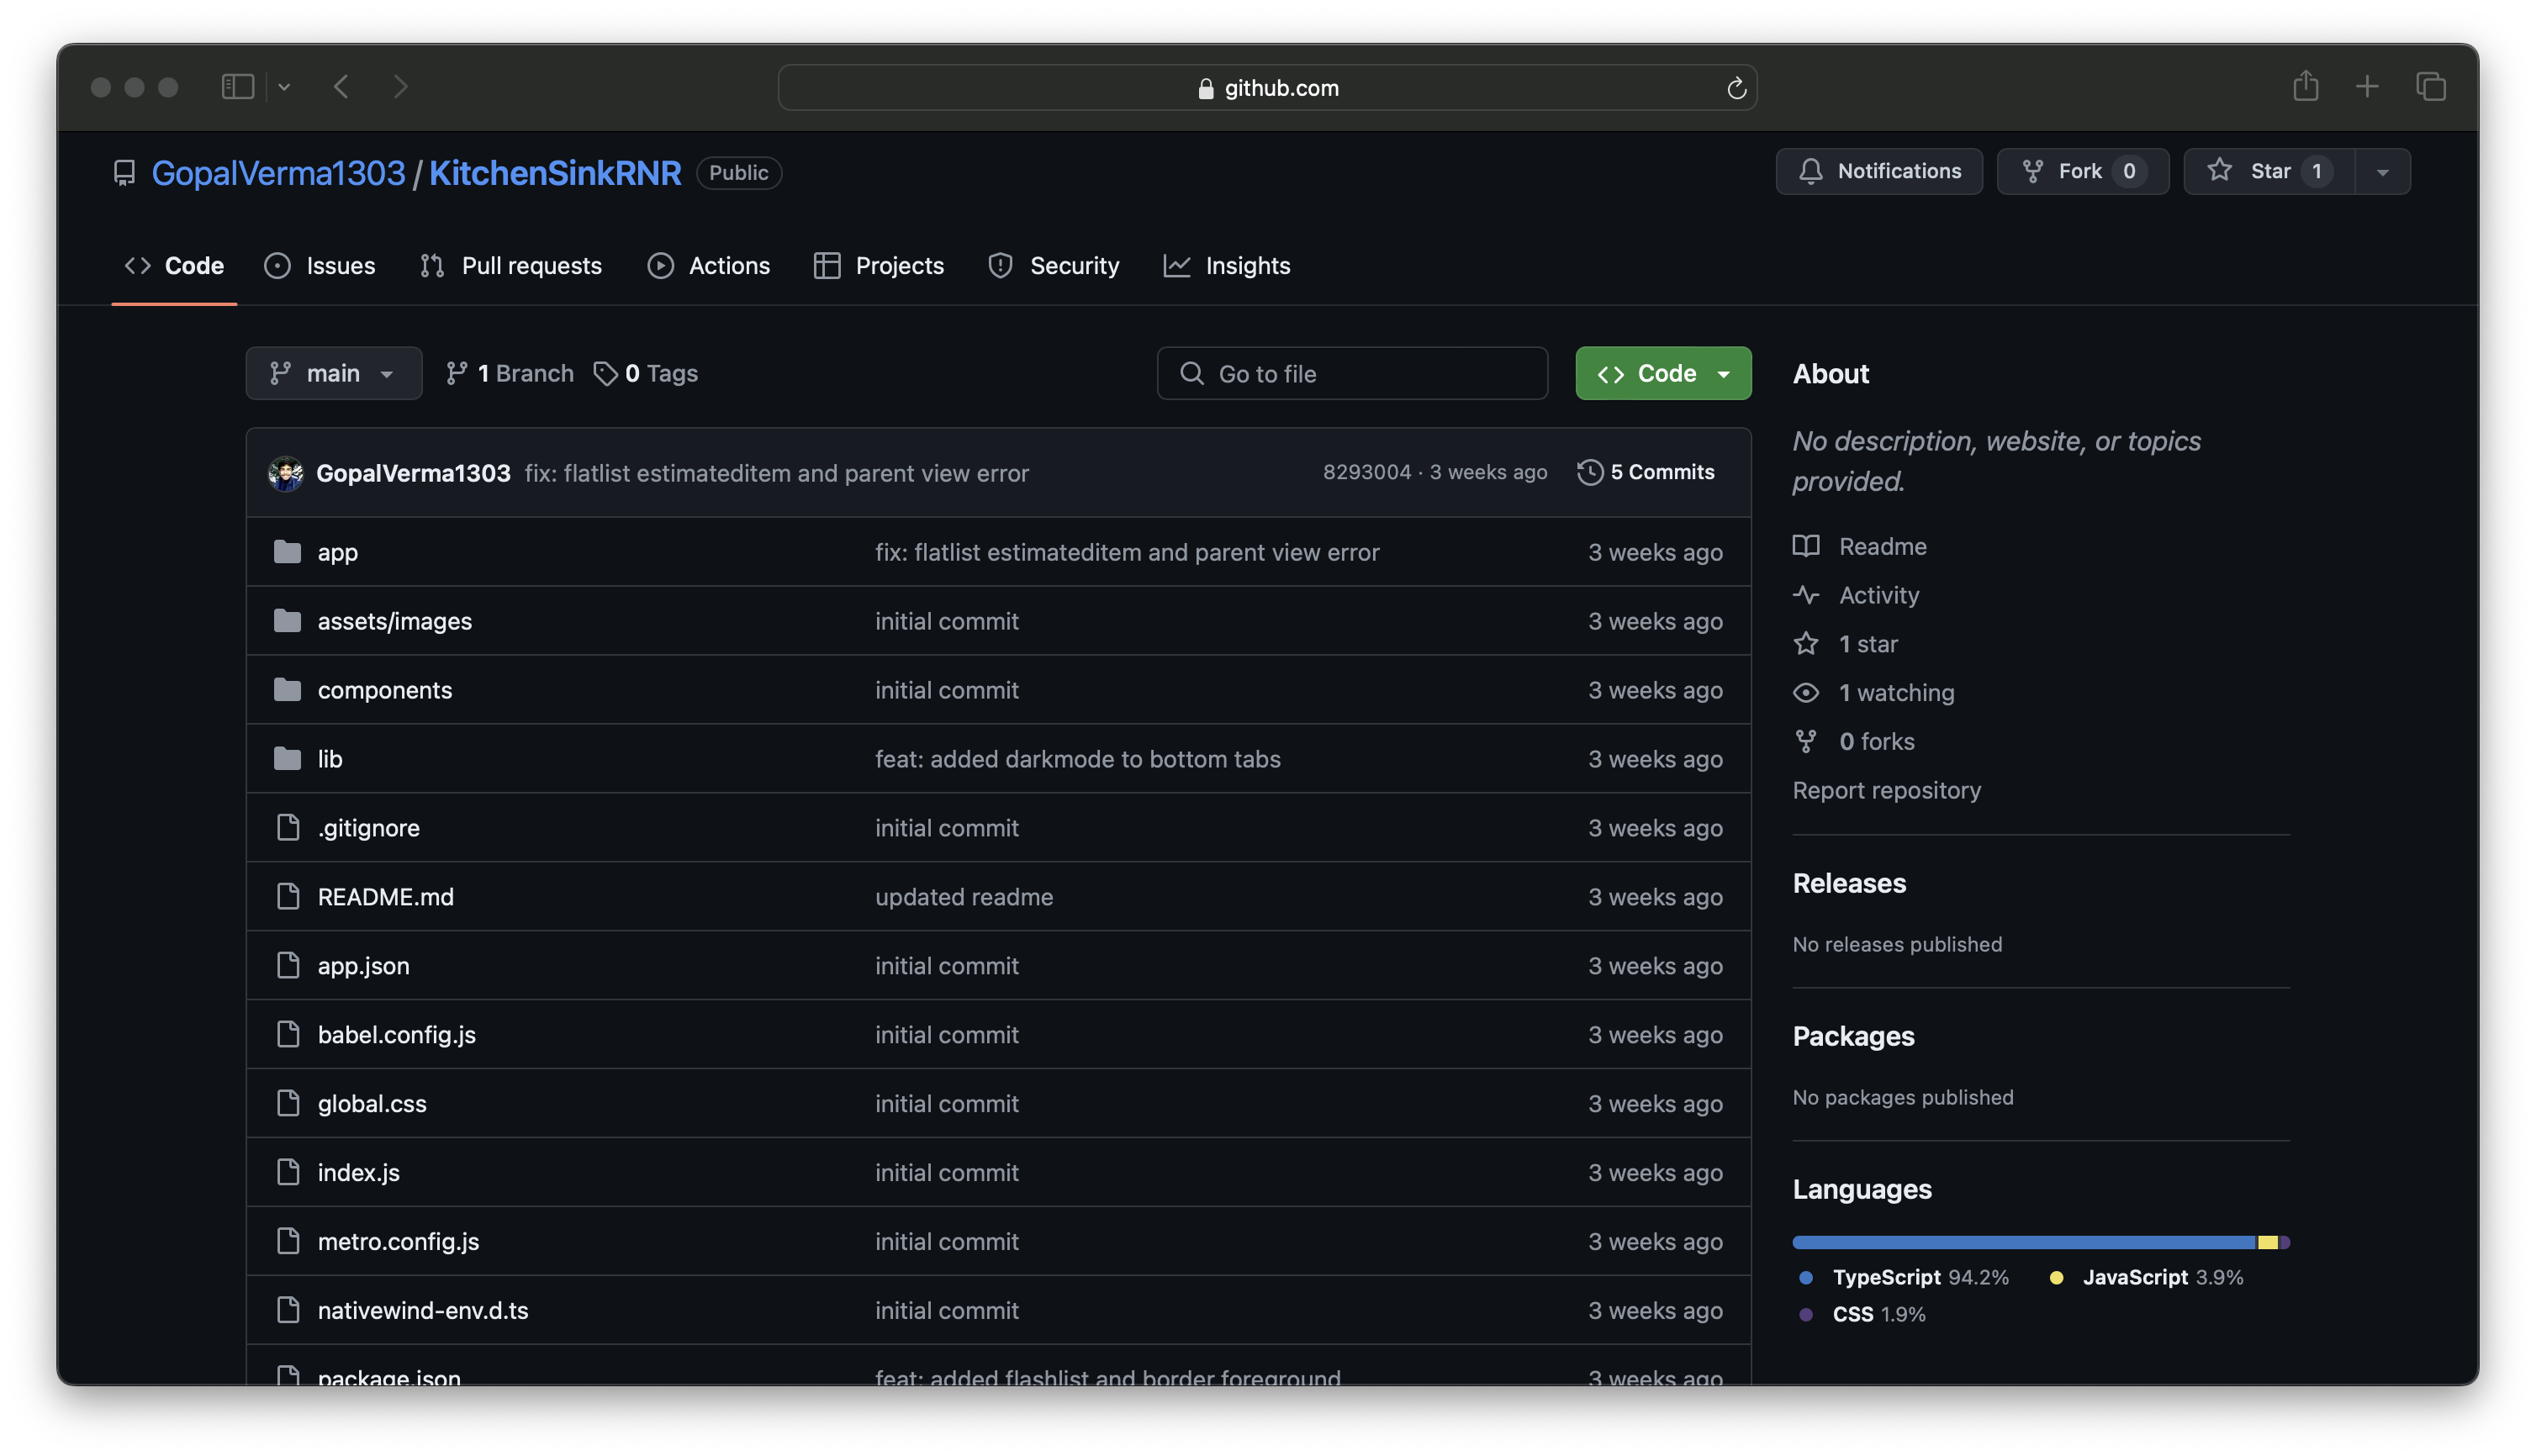 github.com
GopalVerma1303 / KitchenSinkRNR Public
Notifications Fork 0 Star 1
Code Issues Pull requests Actions Projects Security Insights
main 1 Branch 0 Tags Go to file Code
GopalVerma1303 fix: flatlist estimateditem and parent view error 8293004 · 3 weeks ago 5 Commits
app fix: flatlist estimateditem and parent view error 3 weeks ago
assets/images initial commit 3 weeks ago
components initial commit 3 weeks ago
lib feat: added darkmode to bottom tabs 3 weeks ago
.gitignore initial commit 3 weeks ago
README.md updated readme 3 weeks ago
app.json initial commit 3 weeks ago
babel.config.js initial commit 3 weeks ago
global.css initial commit 3 weeks ago
index.js initial commit 3 weeks ago
metro.config.js initial commit 3 weeks ago
nativewind-env.d.ts initial commit 3 weeks ago
package.json feat: added flashlist and border foreground 3 weeks ago
About
No description, website, or topics
provided.
Readme
Activity
1 star
1 watching
0 forks
Report repository
Releases
No releases published
Packages
No packages published
Languages
TypeScript 94.2% JavaScript 3.9%
CSS 1.9%